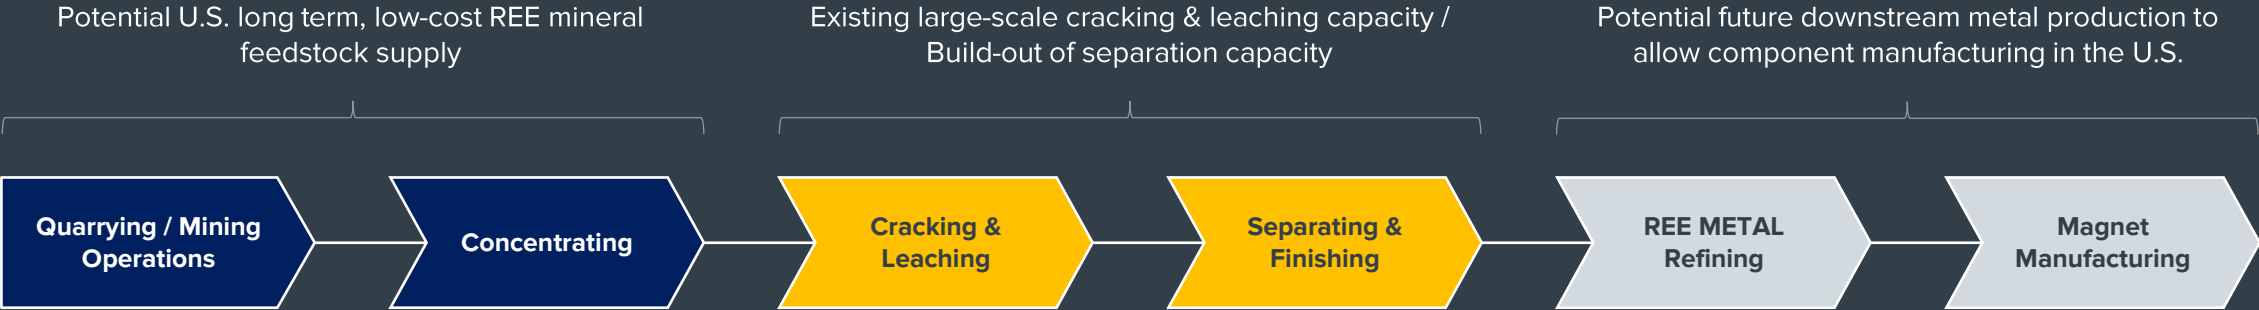 Potential U.S. long term, low-cost REE mineral
feedstock supply
Existing large-scale cracking & leaching capacity /
Build-out of separation capacity
Potential future downstream metal production to
allow component manufacturing in the U.S.
Quarrying / Mining
Operations
Concentrating
Cracking &
Leaching
Separating &
Finishing
REE METAL
Refining
Magnet
Manufacturing